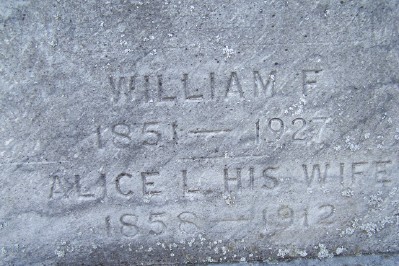 WILLIAM F
1851 — 1927
ALICE L. HIS WIFE
1858 — 1912